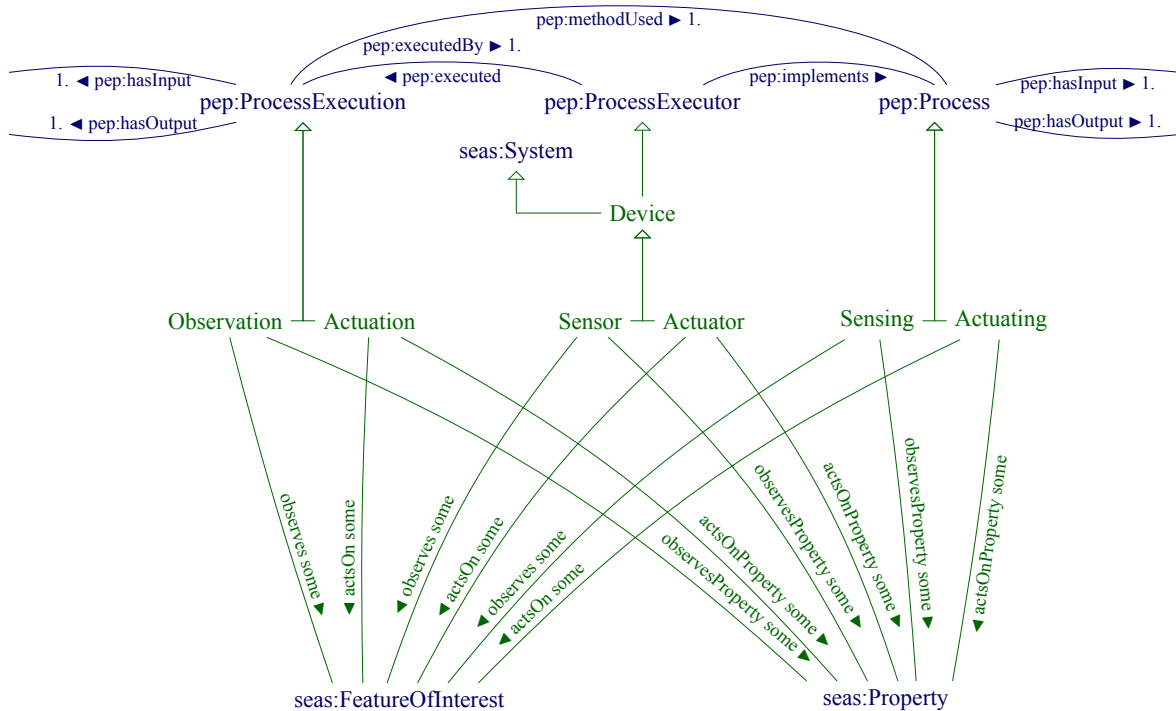 pep:methodUsed ► 1.
pep:executedBy ► 1.
1. ◄ pep:hasInput
◄ pep:executed
pep:implements ►
pep:hasInput ► 1.
pep:ProcessExecution
pep:ProcessExecutor
pep:Process
1. ◄ pep:hasOutput
pep:hasOutput ► 1.
seas:System
Device
Observation
Actuation
Sensor
Actuator
Sensing
Actuating
observes some
actsOn some
observes some
actsOn some
observes some
actsOn some
observesProperty some
actsOnProperty some
observesProperty some
actsOnProperty some
observesProperty some
actsOnProperty some
seas:FeatureOfInterest
seas:Property